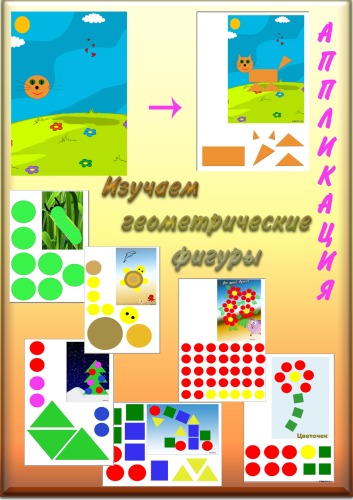 АППЛИКАЦИЯ
Изучаем
геометрические
фигуры
Цветочек